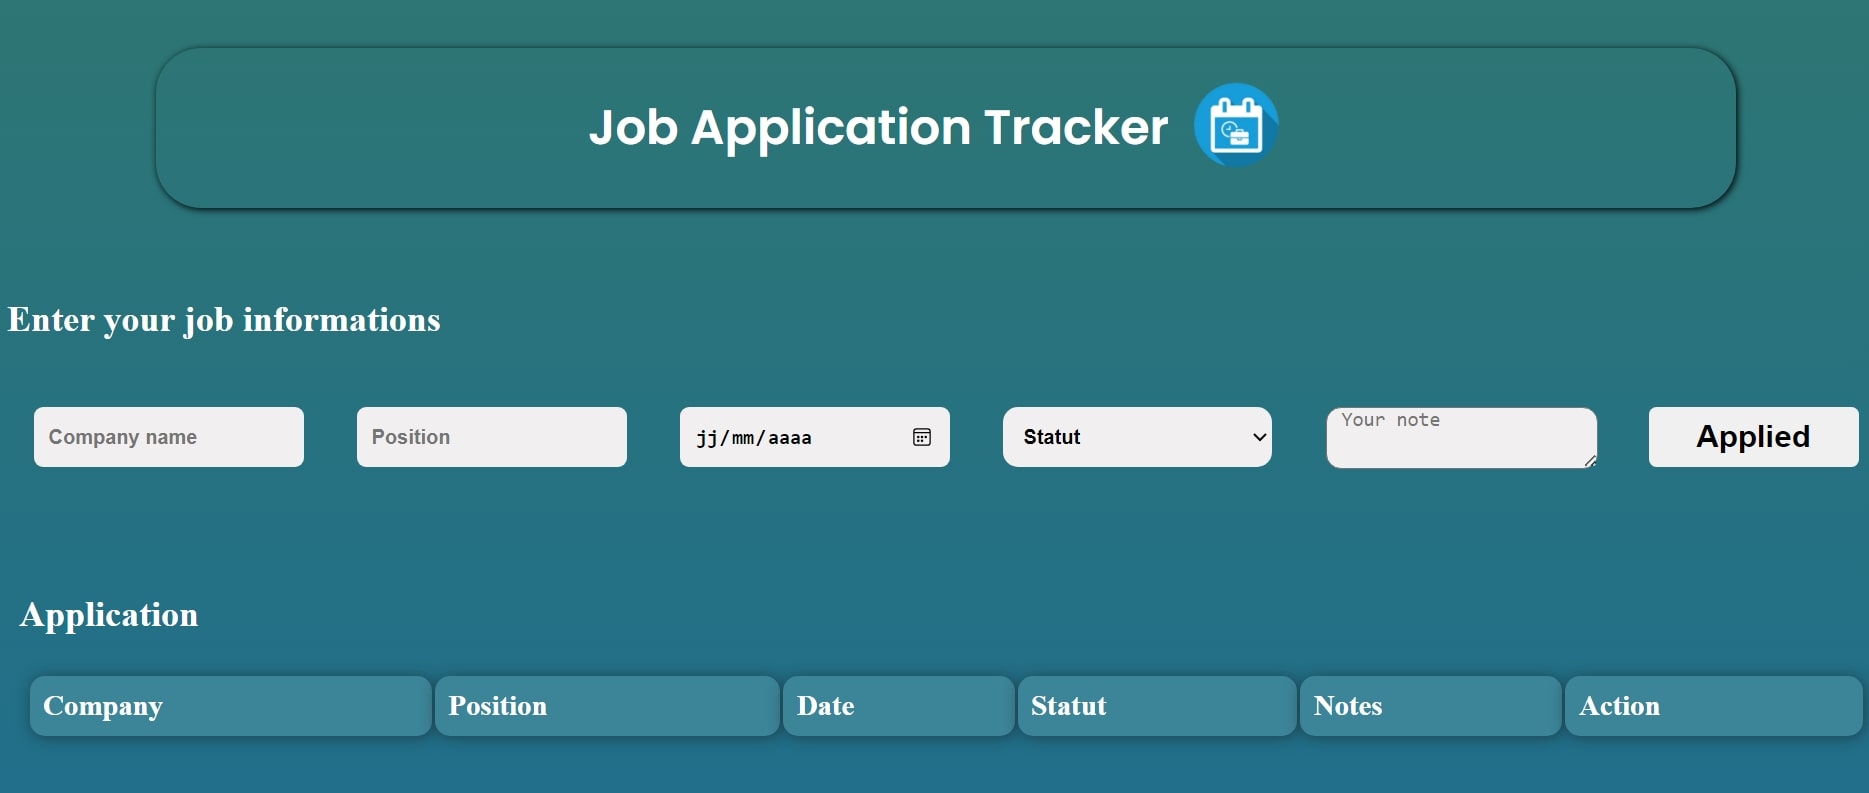 Job Application Tracker
Enter your job informations
Company name Position jj/mm/aaaa Statut Your note Applied
Application
Company Position Date Statut Notes Action